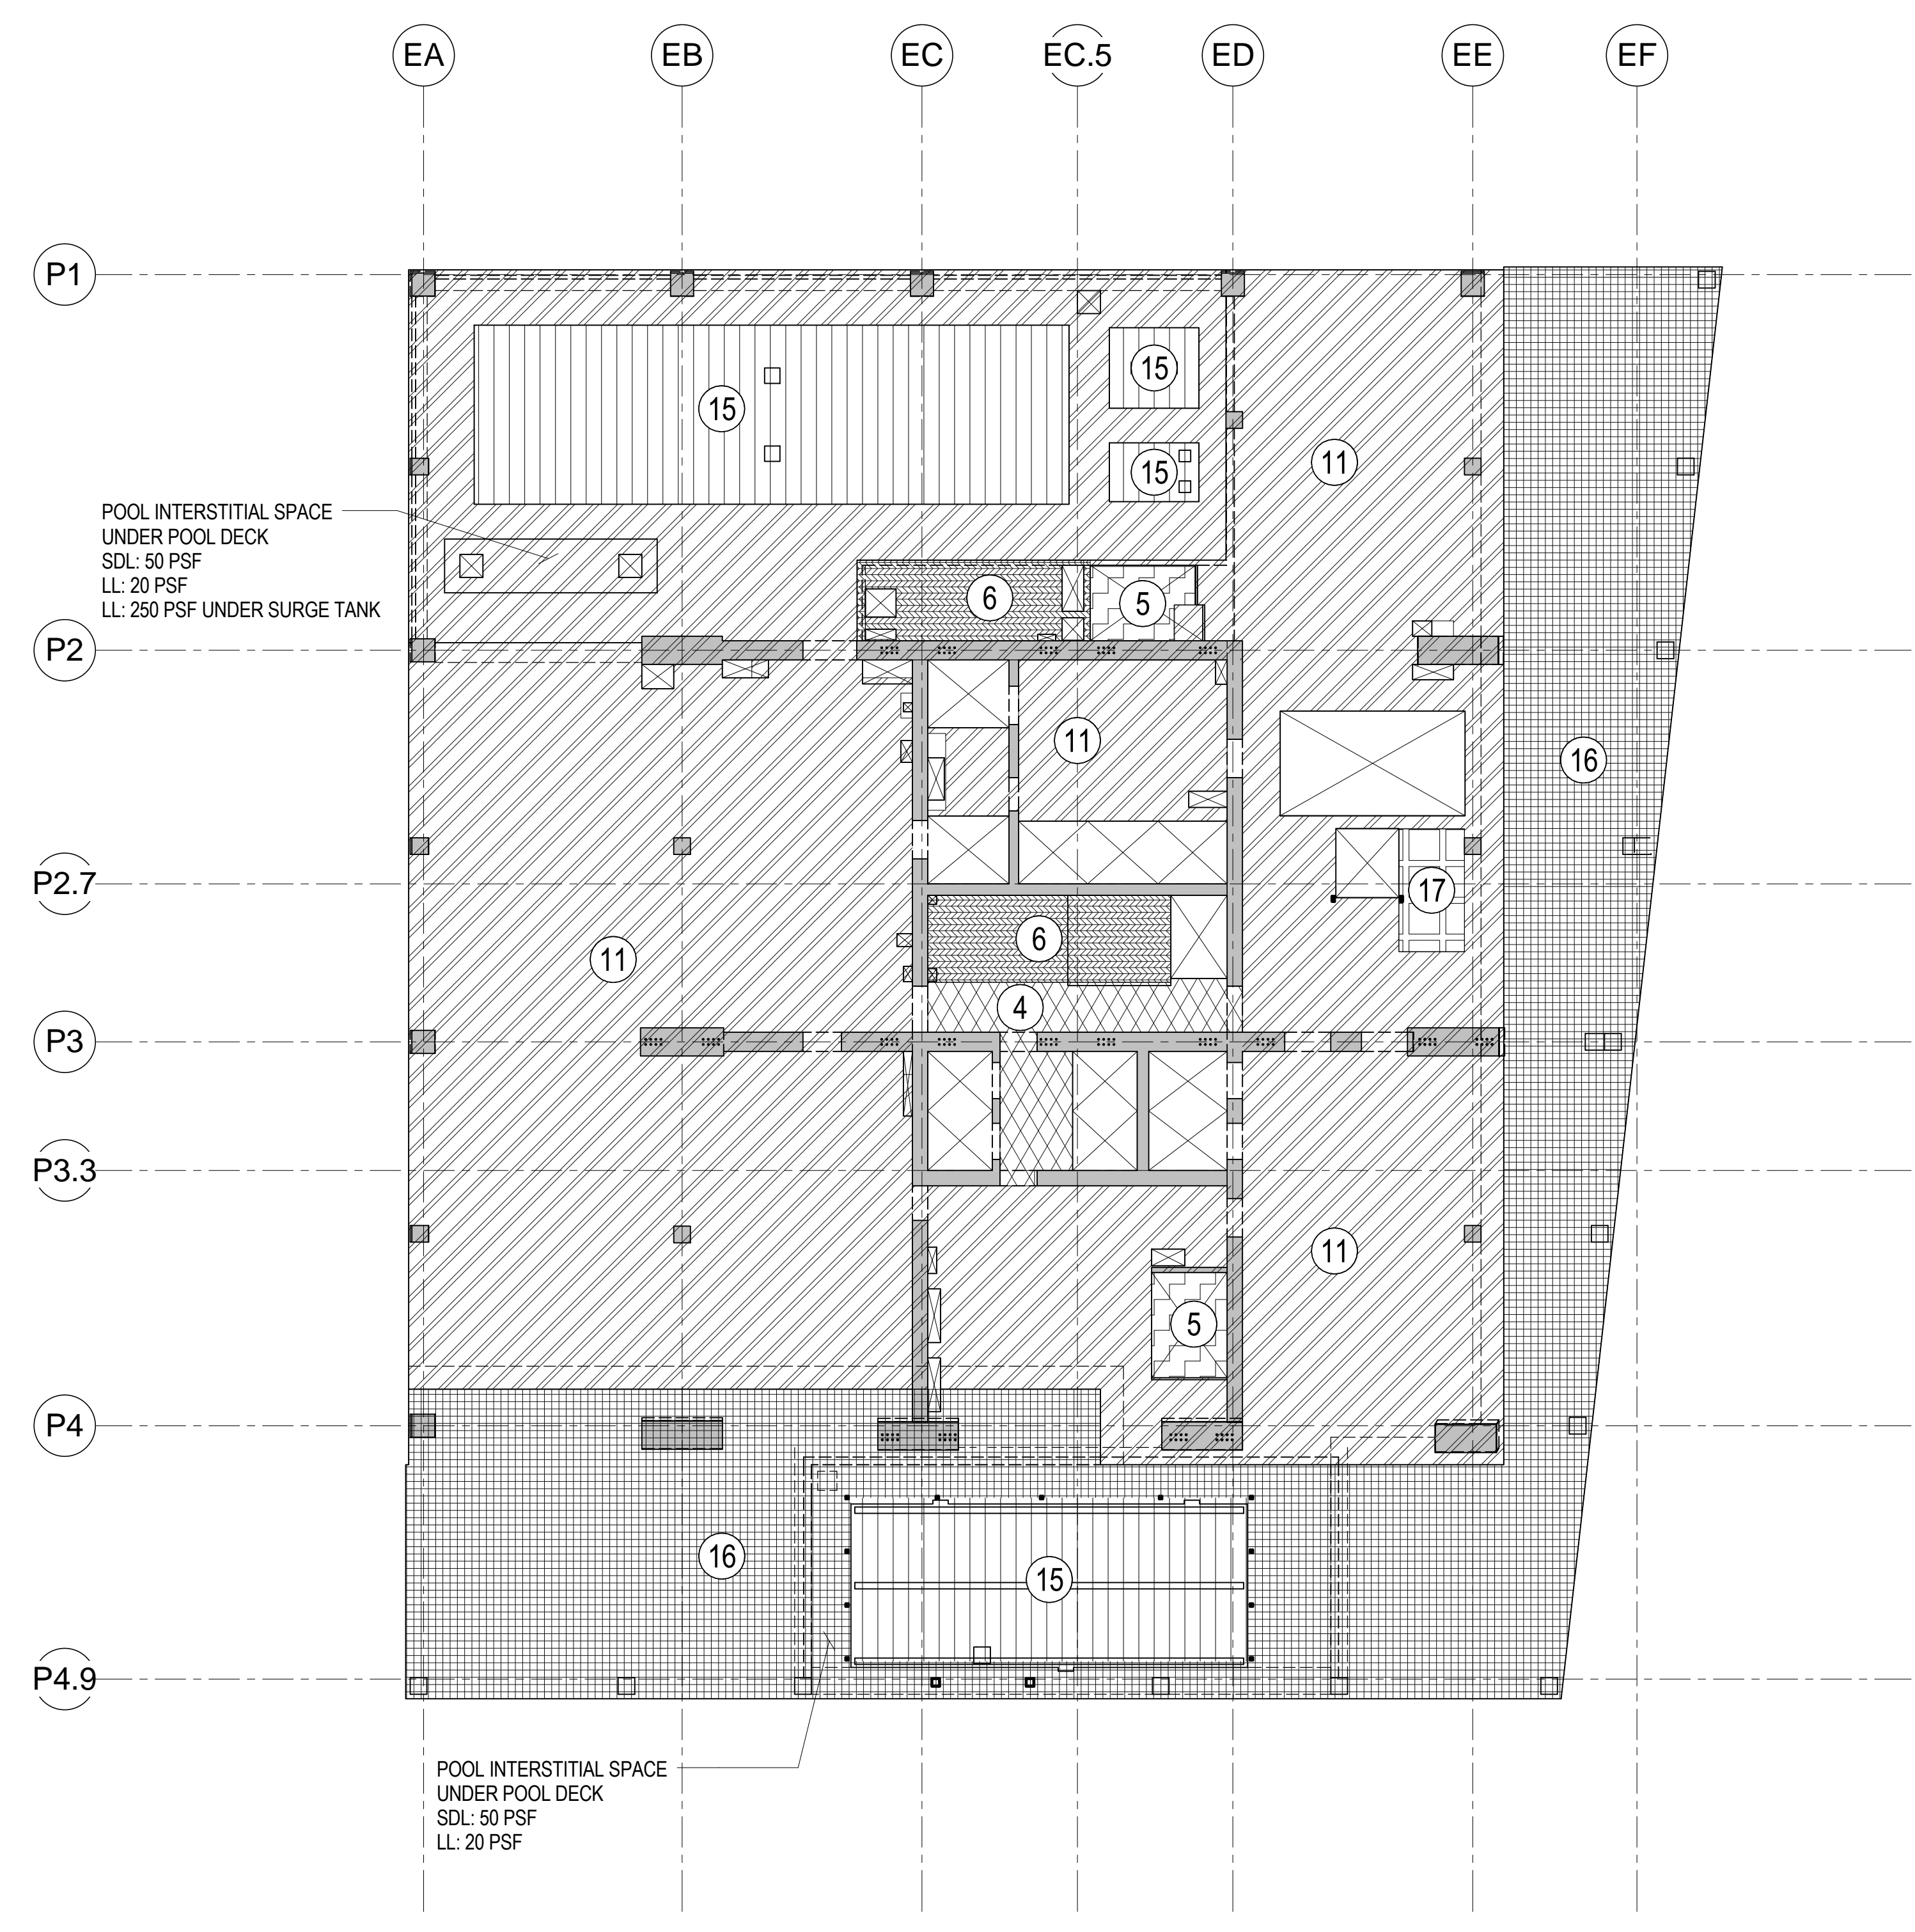 EA
EB
EC
EC.5
ED
EE
EF
P1
15
15
11
15
POOL INTERSTITIAL SPACE
UNDER POOL DECK
SDL: 50 PSF
LL: 20 PSF
LL: 250 PSF UNDER SURGE TANK
6
5
P2
11
16
P2.7
17
6
11
4
P3
P3.3
11
5
P4
16
15
P4.9
POOL INTERSTITIAL SPACE
UNDER POOL DECK
SDL: 50 PSF
LL: 20 PSF